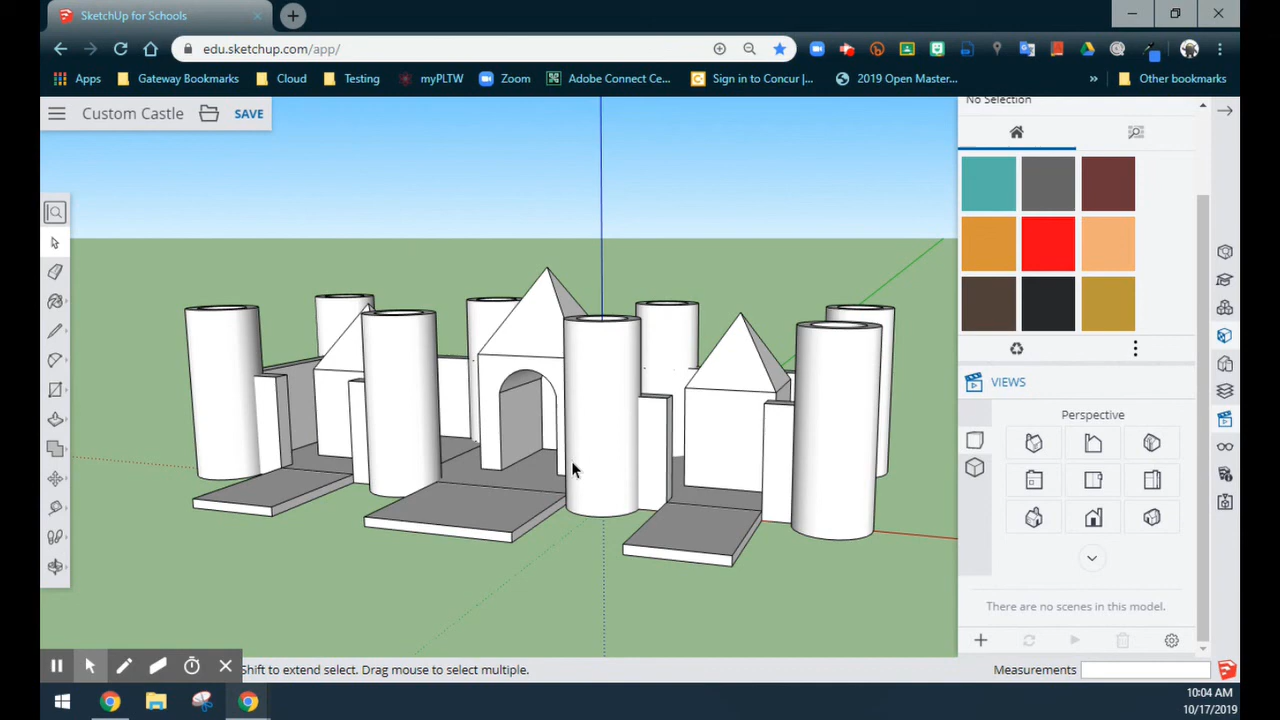 SketchUp for Schools
edu.sketchup.com/app/
Apps Gateway Bookmarks Cloud Testing myPLTW Zoom Adobe Connect Ce... Sign in to Concur |... 2019 Open Master... » Other bookmarks
Custom Castle SAVE
No Selection
VIEWS
Perspective
There are no scenes in this model.
Shift to extend select. Drag mouse to select multiple.
Measurements
10:04 AM
10/17/2019